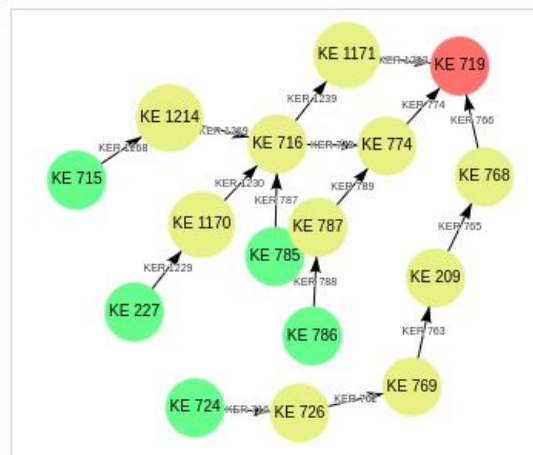 KE 1171
KE 719
KER 1239
KER 774
KE 1214
KER 766
KE 716
KE 774
KER 1268
KE 715
KE 768
KER 1230
KER 789
KER 787
KE 1170
KE 787
KER 765
KE 785
KER 1229
KER 788
KE 209
KE 227
KE 786
KER 763
KE 769
KE 724
KE 726